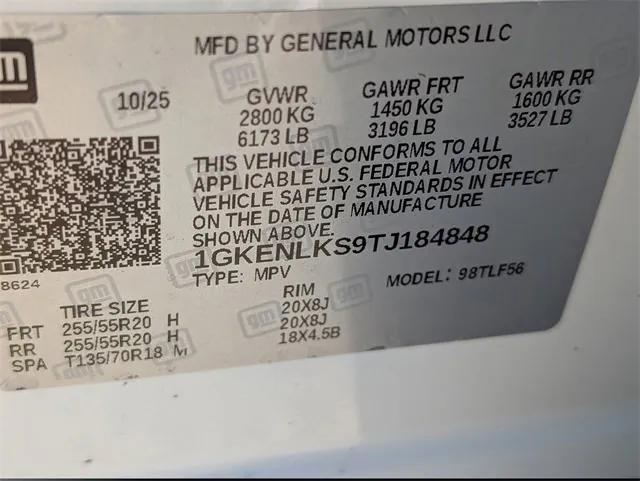 gm
MFD BY GENERAL MOTORS LLC
10/25
GVWR GAWR FRT GAWR RR
2800 KG 1450 KG 1600 KG
6173 LB 3196 LB 3527 LB
THIS VEHICLE CONFORMS TO ALL
APPLICABLE U.S. FEDERAL MOTOR
VEHICLE SAFETY STANDARDS IN EFFECT
ON THE DATE OF MANUFACTURE
SHOWN ABOVE.
1GKENLKS9TJ184848
8624
TYPE: MPV MODEL: 98TLF56
TIRE SIZE RIM
FRT 255/55R20 H 20X8J
RR 255/55R20 H 20X8J
SPA T135/70R18 M 18X4.5B